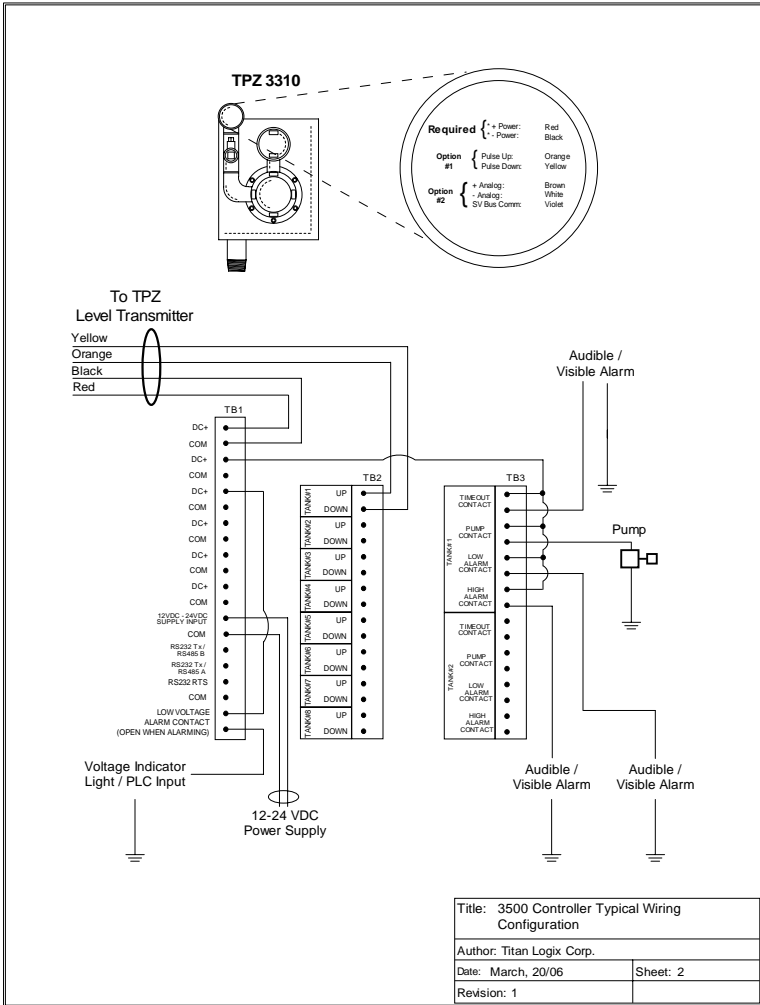 TPZ 3310
Required { * + Power: Red
* - Power: Black
Option #1 { Pulse Up: Orange
Pulse Down: Yellow
Option #2 { + Analog: Brown
- Analog: White
SV Bus Comm: Violet
To TPZ
Level Transmitter
Yellow
Orange
Black
Red
TB1
DC+
COM
DC+
COM
DC+
COM
DC+
COM
DC+
COM
DC+
COM
12VDC - 24VDC
SUPPLY INPUT
COM
RS232 Tx /
RS485 B
RS232 Tx /
RS485 A
RS232 RTS
COM
LOW VOLTAGE
ALARM CONTACT
(OPEN WHEN ALARMING)
Voltage Indicator
Light / PLC Input
12-24 VDC
Power Supply
TB2
TANK#1
UP
DOWN
TANK#2
UP
DOWN
TANK#3
UP
DOWN
TANK#4
UP
DOWN
TANK#5
UP
DOWN
TANK#6
UP
DOWN
TANK#7
UP
DOWN
TANK#8
UP
DOWN
TB3
TANK# 1
TIMEOUT
CONTACT
PUMP
CONTACT
LOW
ALARM
CONTACT
HIGH
ALARM
CONTACT
TANK#2
TIMEOUT
CONTACT
PUMP
CONTACT
LOW
ALARM
CONTACT
HIGH
ALARM
CONTACT
Audible /
Visible Alarm
Pump
Audible /
Visible Alarm
Audible /
Visible Alarm
Title: 3500 Controller Typical Wiring
Configuration
Author: Titan Logix Corp.
Date: March, 20/06
Sheet: 2
Revision: 1